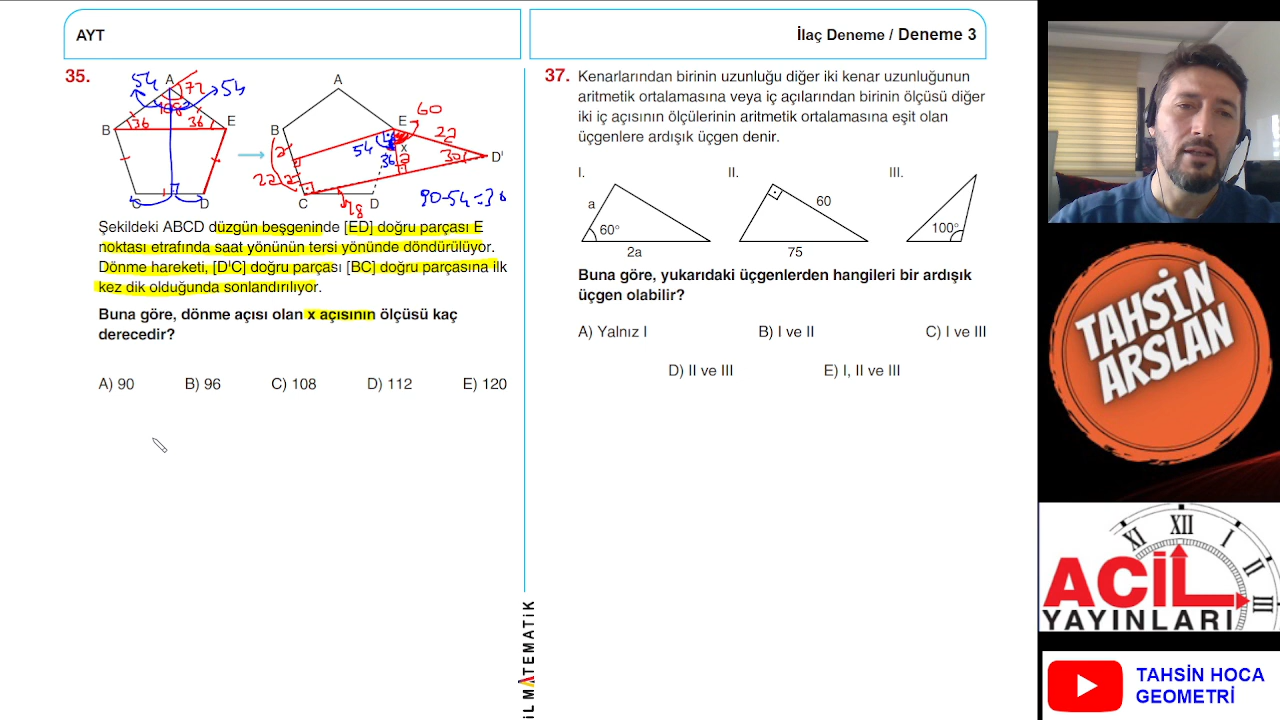 AYT
İlaç Deneme / Deneme 3
35.
A
B
E
C
D
54
72
108
54
36
36
A
B
E
C
D
D'
x
60
2a
54
36
30
a
a
2a
a
18
90-54=36
Şekildeki ABCD düzgün beşgeninde [ED] doğru parçası E
noktası etrafında saat yönünün tersi yönünde döndürülüyor.
Dönme hareketi, [D'C] doğru parçası [BC] doğru parçasına ilk
kez dik olduğunda sonlandırılıyor.
Buna göre, dönme açısı olan x açısının ölçüsü kaç
derecedir?
A) 90 B) 96 C) 108 D) 112 E) 120
37. Kenarlarından birinin uzunluğu diğer iki kenar uzunluğunun
aritmetik ortalamasına veya iç açılarından birinin ölçüsü diğer
iki iç açısının ölçülerinin aritmetik ortalamasına eşit olan
üçgenlere ardışık üçgen denir.
I. II. III.
a
60°
2a
60
75
100°
Buna göre, yukarıdaki üçgenlerden hangileri bir ardışık
üçgen olabilir?
A) Yalnız I B) I ve II C) I ve III
D) II ve III E) I, II ve III
İL MATEMATİK
TAHSİN
ARSLAN
XI XII I II III
ACİL
YAYINLARI
TAHSİN HOCA
GEOMETRİ